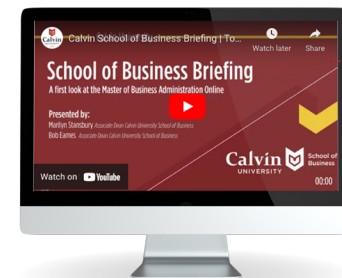 Calvin
Calvin School of Business Briefing | To...
Watch later
Share
School of Business Briefing
A first look at the Master of Business Administration Online
Presented by:
Marilyn Stansbury Associate Dean Calvin University School of Business
Bob Eames Associate Dean Calvin University School of Business
Calvin
UNIVERSITY
School of
Business
Watch on YouTube
00:00